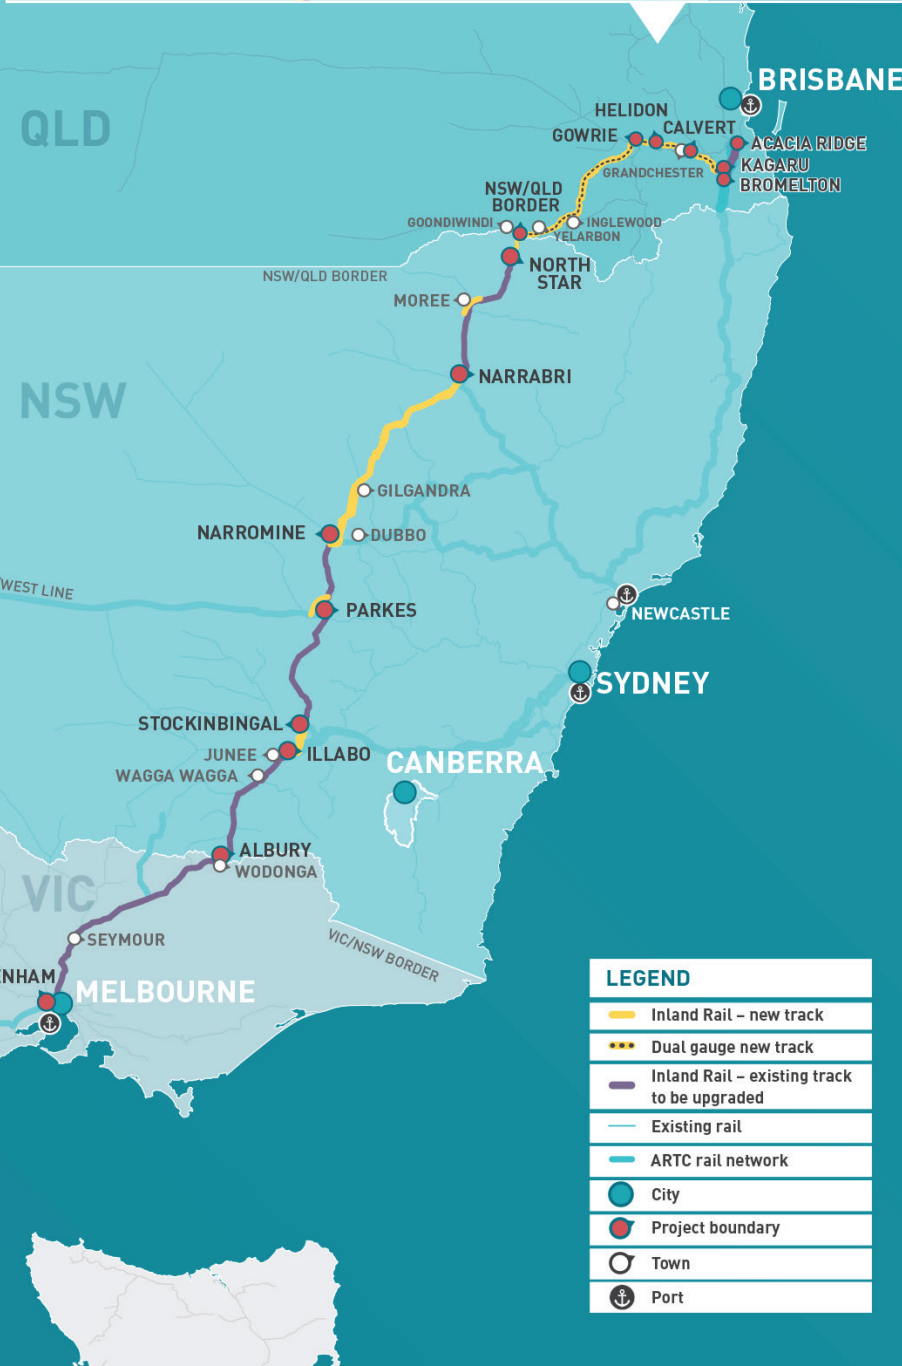 BRISBANE
QLD
HELIDON
GOWRIE
CALVERT
ACACIA RIDGE
KAGARU
GRANDCHESTER
BROMELTON
NSW/QLD
BORDER
GOONDIWINDI
INGLEWOOD
YELARBON
NORTH
STAR
NSW/QLD BORDER
MOREE
NARRABRI
NSW
GILGANDRA
NARROMINE
DUBBO
WEST LINE
PARKES
NEWCASTLE
SYDNEY
STOCKINBINGAL
JUNEE
ILLABO
CANBERRA
WAGGA WAGGA
ALBURY
WODONGA
VIC
SEYMOUR
VIC/NSW BORDER
ENHAM
MELBOURNE
LEGEND
Inland Rail – new track
Dual gauge new track
Inland Rail – existing track
to be upgraded
Existing rail
ARTC rail network
City
Project boundary
Town
Port